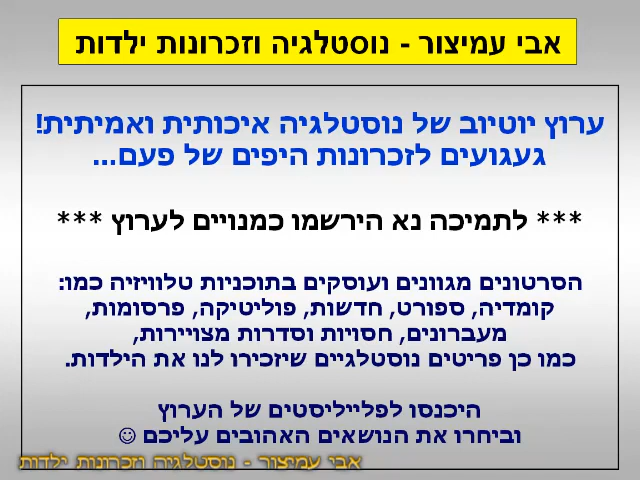 אבי עמיצור - נוסטלגיה וזכרונות ילדות
ערוץ יוטיוב של נוסטלגיה איכותית ואמיתית!
געגועים לזכרונות היפים של פעם...
*** לתמיכה נא הירשמו כמנויים לערוץ ***
הסרטונים מגוונים ועוסקים בתוכניות טלוויזיה כמו:
קומדיה, ספורט, חדשות, פוליטיקה, פרסומות,
מעברונים, חסויות וסדרות מצויירות,
כמו כן פריטים נוסטלגיים שיזכירו לנו את הילדות.
היכנסו לפלייליסטים של הערוץ
וביחרו את הנושאים האהובים עליכם ☺
אבי עמיצור - נוסטלגיה וזכרונות ילדות